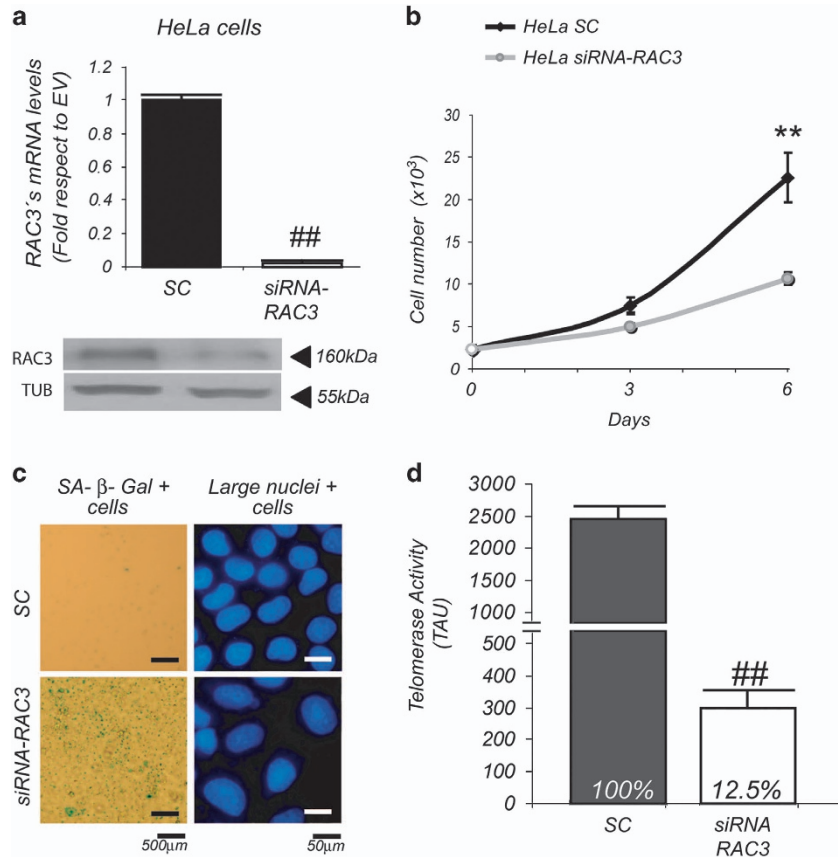 a
HeLa cells
RAC3´s mRNA levels
(Fold respect to EV)
1.2
1
0.8
0.6
0.4
0.2
0
##
SC
siRNA-
RAC3
RAC3
160kDa
TUB
55kDa
b
HeLa SC
HeLa siRNA-RAC3
Cell number (x10³)
30
25
20
15
10
5
0
**
0
3
6
Days
c
SA- β- Gal +
cells
Large nuclei +
cells
SC
siRNA-RAC3
500μm
50μm
d
Telomerase Activity
(TAU)
3000
2500
2000
1500
1000
400
300
200
100
0
##
100%
12.5%
SC
siRNA
RAC3